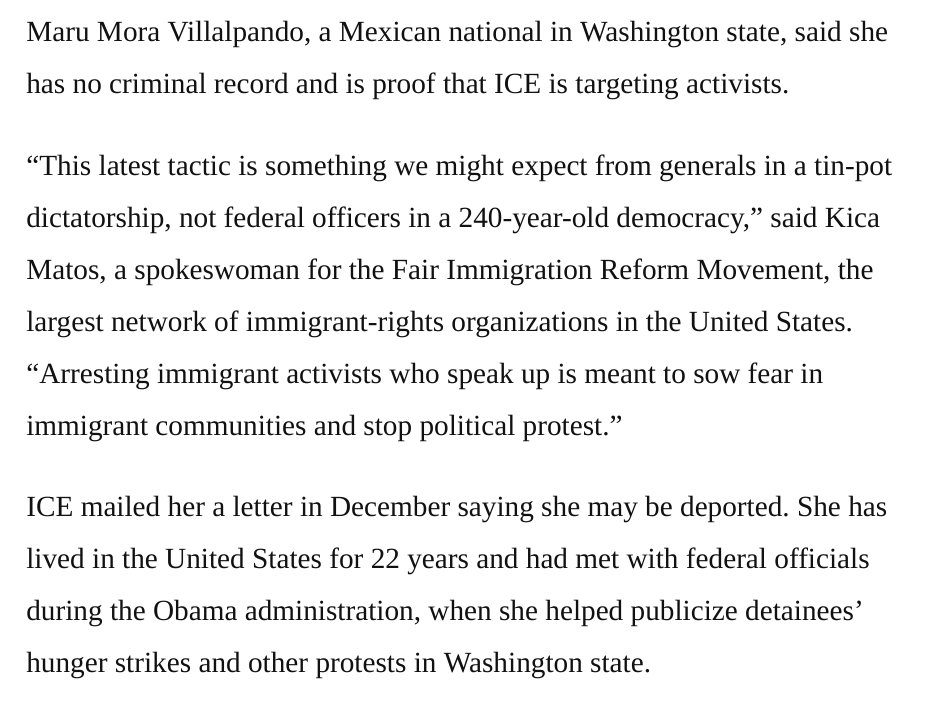 Maru Mora Villalpando, a Mexican national in Washington state, said she
has no criminal record and is proof that ICE is targeting activists.
“This latest tactic is something we might expect from generals in a tin-pot
dictatorship, not federal officers in a 240-year-old democracy,” said Kica
Matos, a spokeswoman for the Fair Immigration Reform Movement, the
largest network of immigrant-rights organizations in the United States.
“Arresting immigrant activists who speak up is meant to sow fear in
immigrant communities and stop political protest.”
ICE mailed her a letter in December saying she may be deported. She has
lived in the United States for 22 years and had met with federal officials
during the Obama administration, when she helped publicize detainees’
hunger strikes and other protests in Washington state.